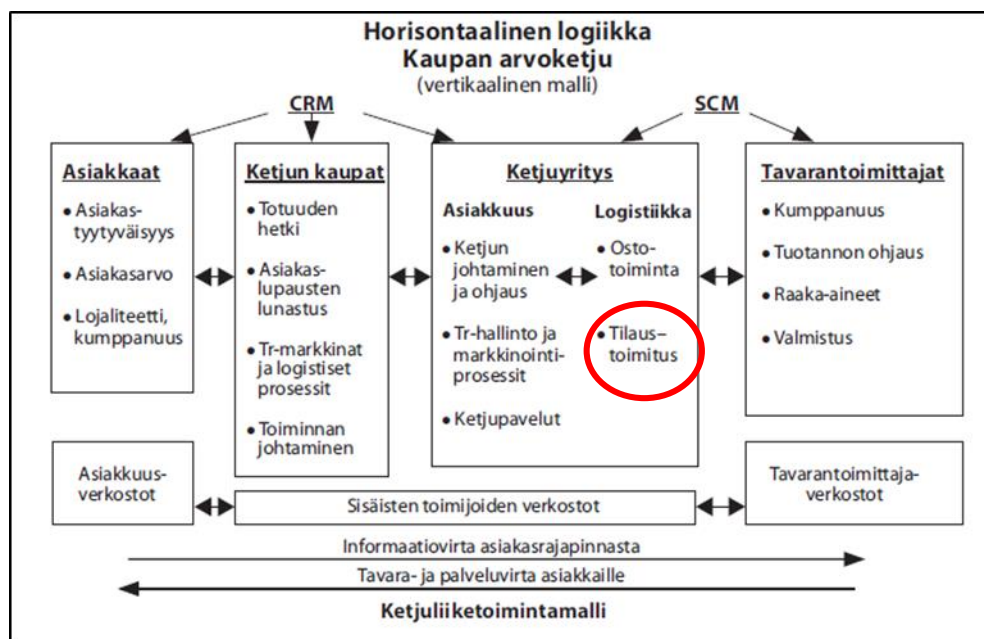 Horisontaalinen logiikka
Kaupan arvoketju
(vertikaalinen malli)
CRM
SCM
Asiakkaat
• Asiakas-
tyytyväisyys
• Asiakasarvo
• Lojaliteetti,
kumppanuus
Ketjun kaupat
• Totuuden
hetki
• Asiakas-
lupausten
lunastus
• Tr-markkinat
ja logistiset
prosessit
• Toiminnan
johtaminen
Ketjuyritys
Asiakkuus
• Ketjun
johtaminen
ja ohjaus
• Tr-hallinto ja
markkinointi-
prosessit
• Ketjupavelut
Logistiikka
• Osto-
toiminta
• Tilaus–
toimitus
Tavarantoimittajat
• Kumppanuus
• Tuotannon ohjaus
• Raaka-aineet
• Valmistus
Asiakkuus-
verkostot
Sisäisten toimijoiden verkostot
Tavarantoimittaja-
verkostot
Informaatiovirta asiakasrajapinnasta
Tavara- ja palveluvirta asiakkaille
Ketjuliiketoimintamalli